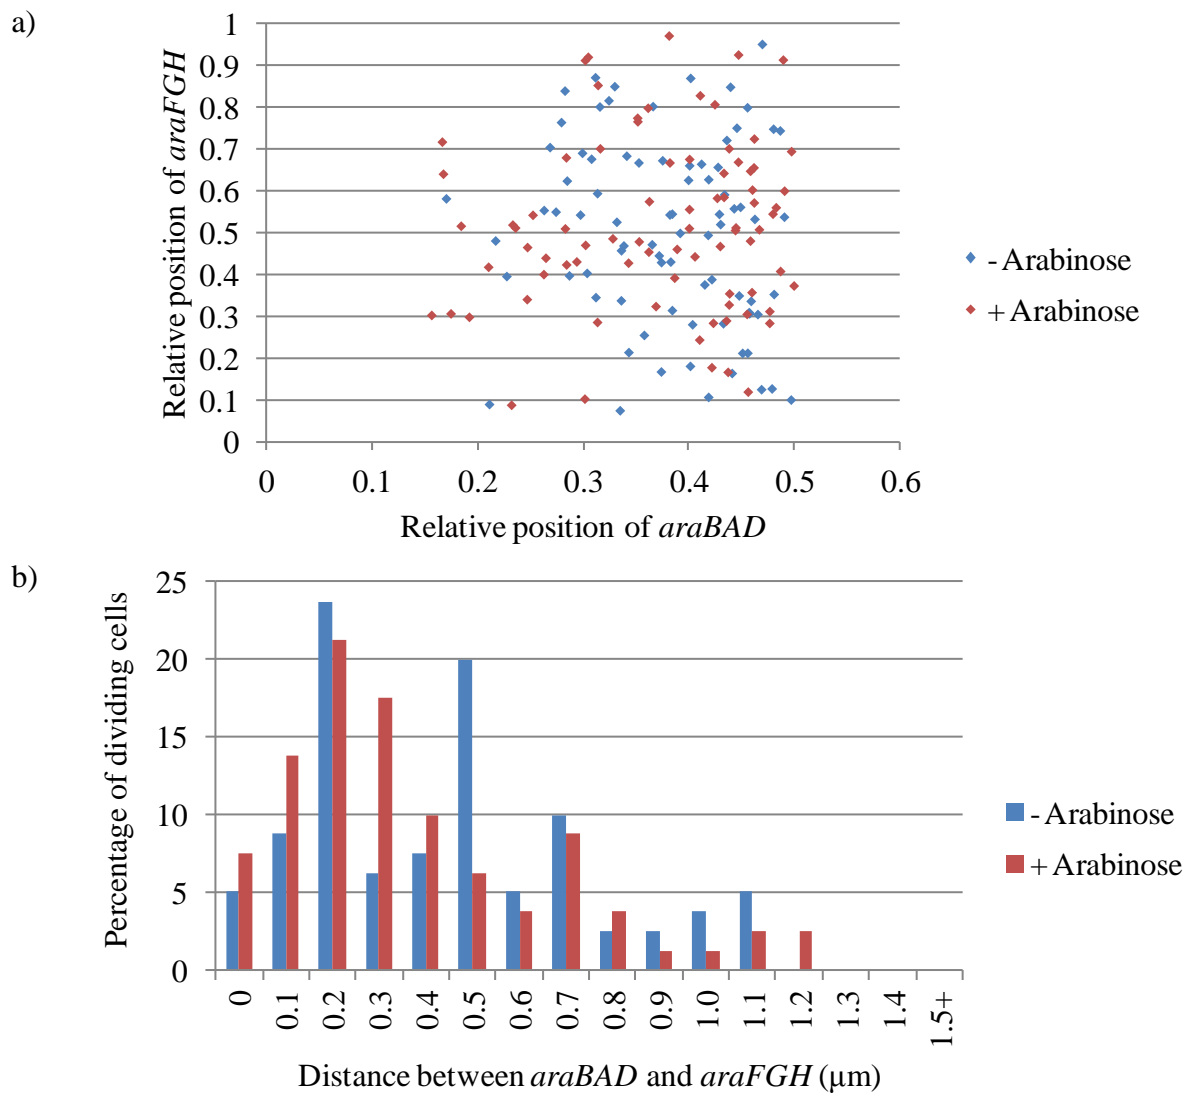 a)
Relative position of araFGH
1
0.9
0.8
0.7
0.6
0.5
0.4
0.3
0.2
0.1
0
0 0.1 0.2 0.3 0.4 0.5 0.6
Relative position of araBAD
- Arabinose
+ Arabinose
b)
Percentage of dividing cells
25
20
15
10
5
0
0 0.1 0.2 0.3 0.4 0.5 0.6 0.7 0.8 0.9 1.0 1.1 1.2 1.3 1.4 1.5+
Distance between araBAD and araFGH (µm)
- Arabinose
+ Arabinose